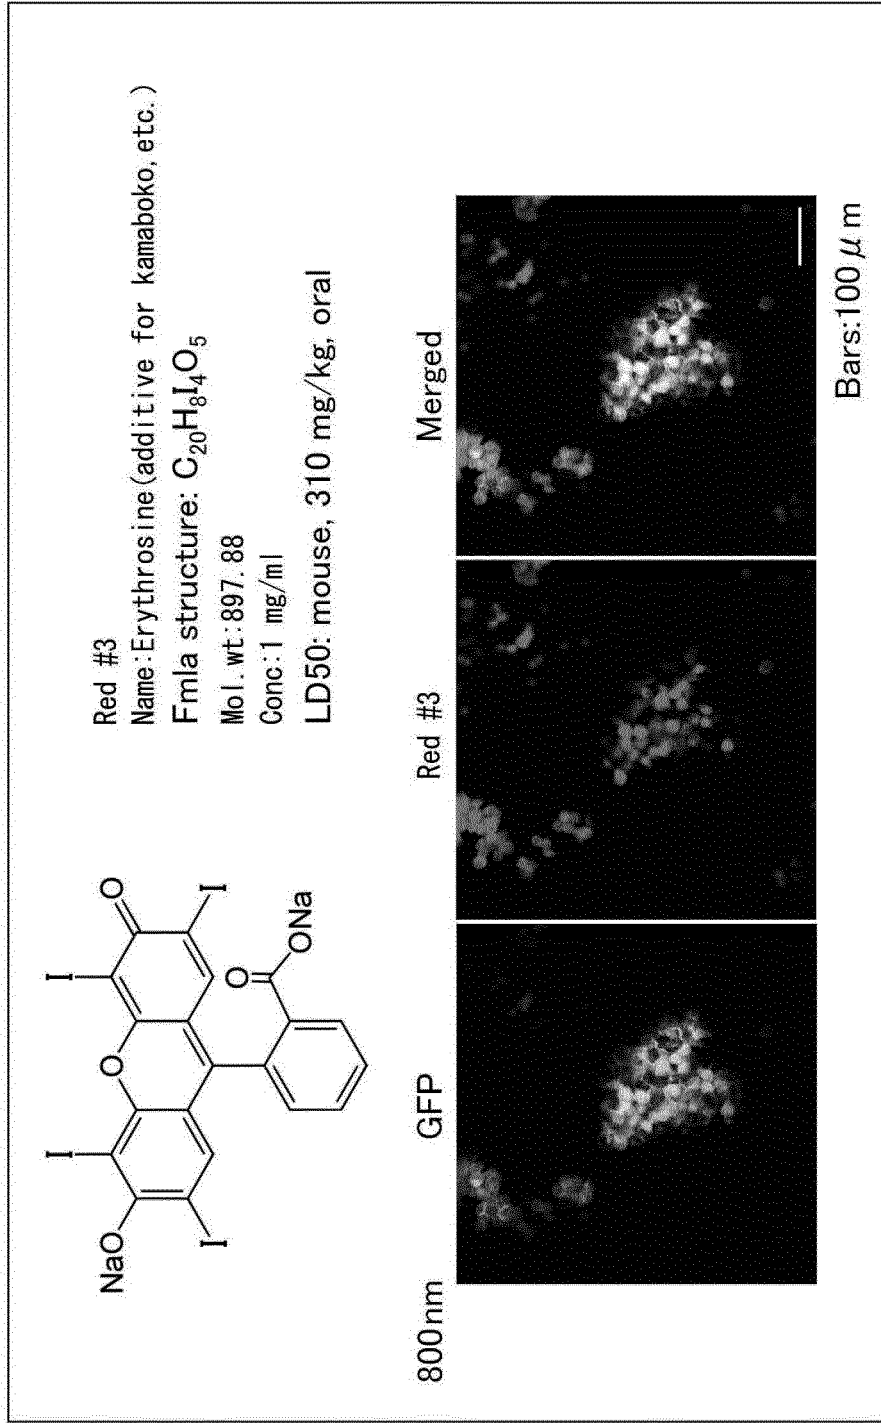 Red #3
Name:Erythrosine(additive for kamaboko, etc.)
Fmla structure: C20H8I4O5
Mol.wt:897.88
Conc:1 mg/ml
LD50: mouse, 310 mg/kg, oral
I
I
O
NaO
O
I
I
O
ONa
800nm
GFP
Red #3
Merged
Bars:100μm